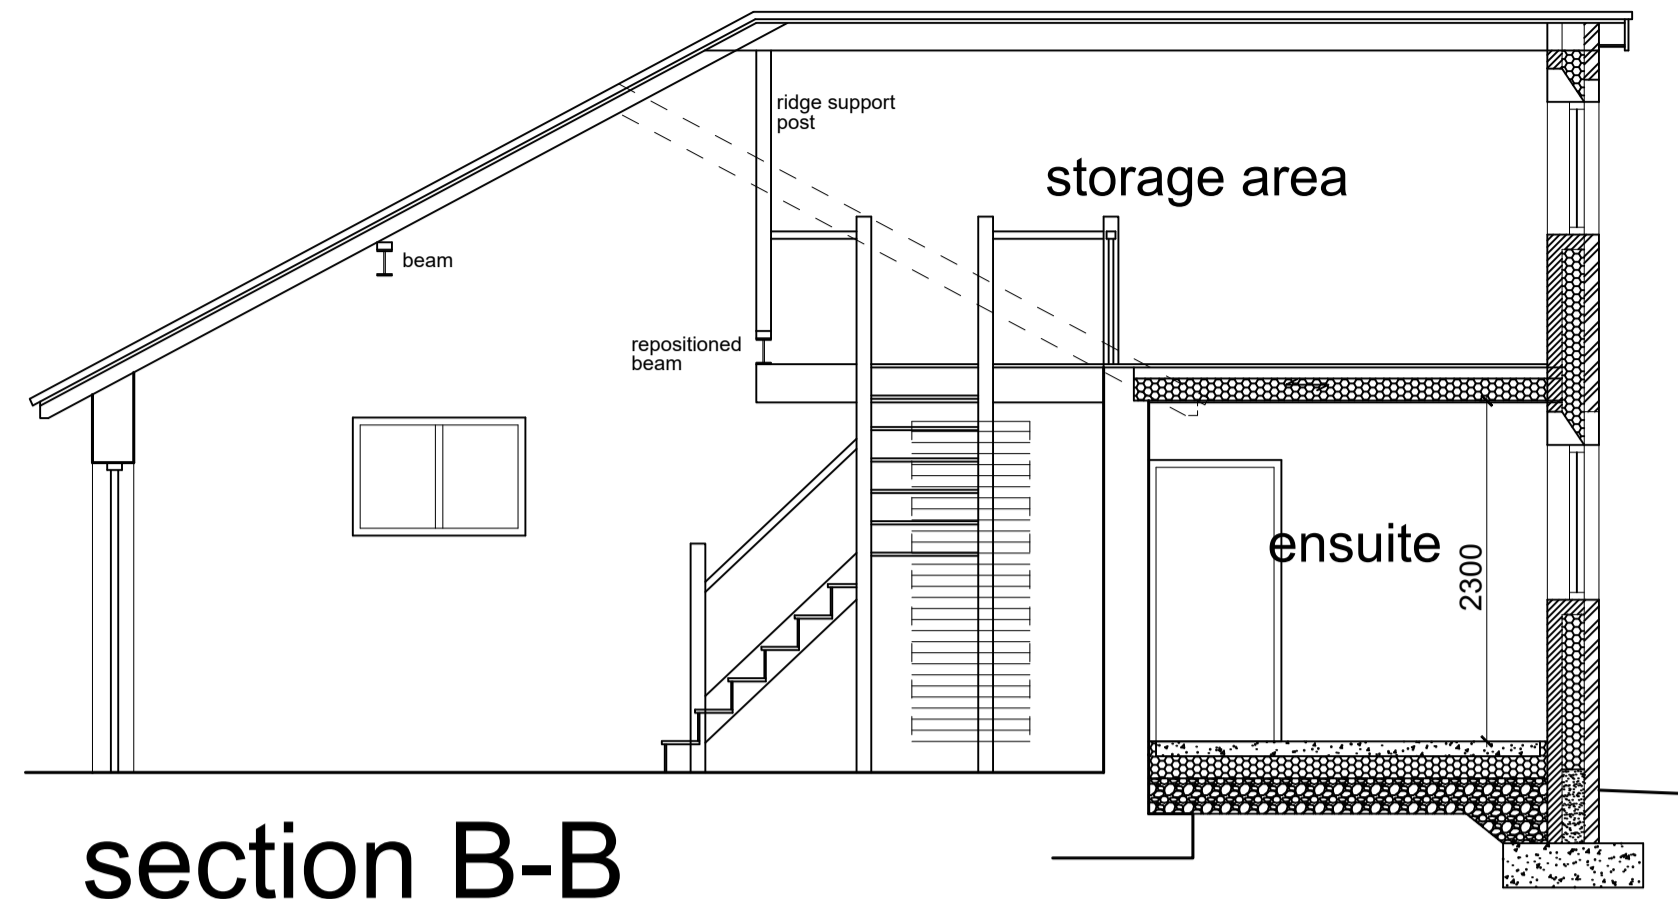 ridge support
post
storage area
beam
repositioned
beam
ensuite
2300
section B-B